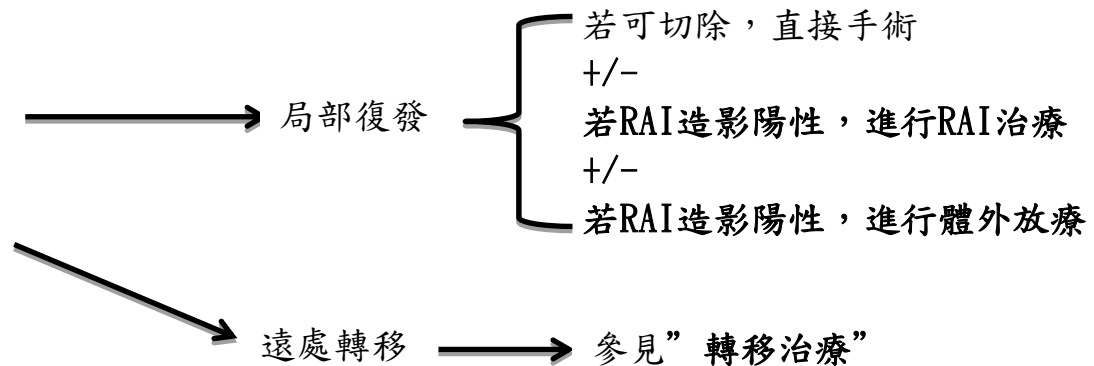 若可切除，直接手術
+/-
局部復發
若RAI造影陽性，進行RAI治療
+/-
若RAI造影陽性，進行體外放療
遠處轉移
參見”轉移治療”